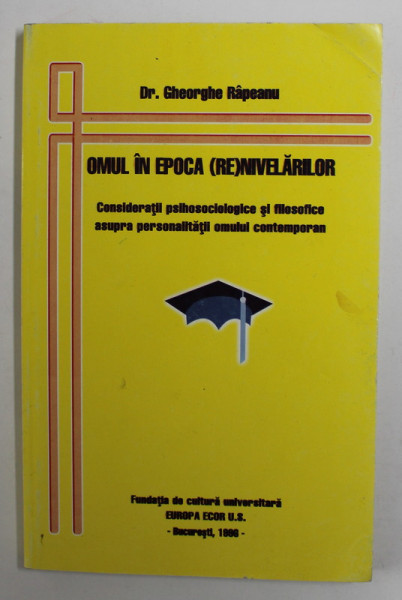 Dr. Gheorghe Râpeanu
OMUL ÎN EPOCA (RE)NIVELĂRILOR
Considerații psihosociologice și filosofice
asupra personalității omului contemporan
Fundația de cultură universitară
EUROPA ECOR U.S.
- București, 1996 -